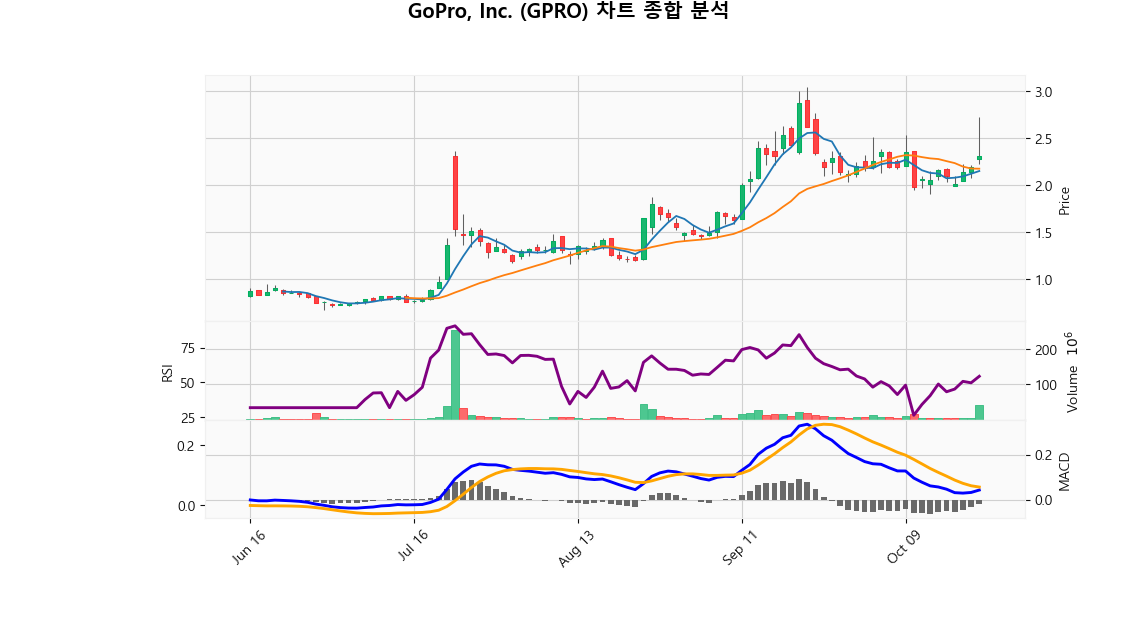 GoPro, Inc. (GPRO) 차트 종합 분석
3.0
2.5
2.0
1.5
1.0
Price
75
50
25
RSI
200
100
Volume 10^6
0.2
0.0
0.2
0.0
MACD
Jun 16
Jul 16
Aug 13
Sep 11
Oct 09